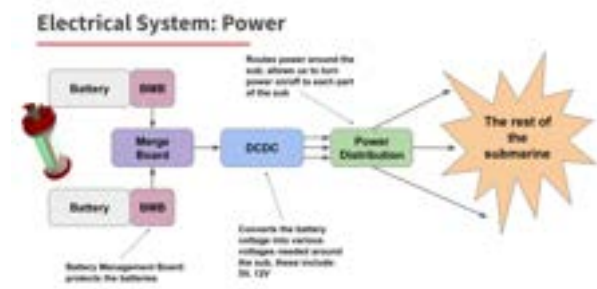 Electrical System: Power
Routes power around the
sub, allows us to turn
power on/off to each part
of the sub
Battery
BMB
Merge
Board
DCDC
Power
Distribution
The rest of
the
submarine
Battery
BMB
Battery Management Board:
protects the batteries
Converts the battery
voltage into various
voltages needed around
the sub, these include:
5V, 12V